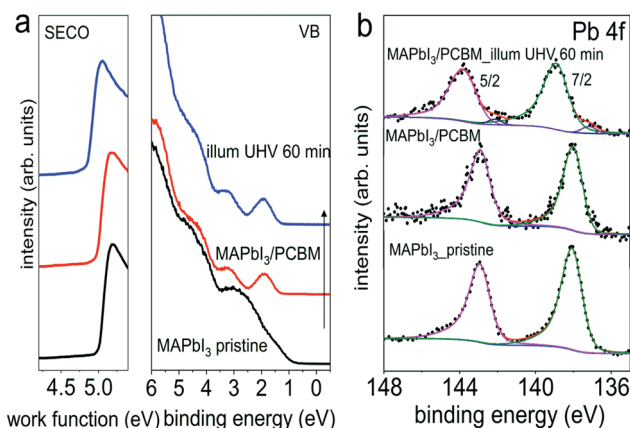 a
SECO
VB
illum UHV 60 min
MAPbI3/PCBM
MAPbI3 pristine
intensity (arb. units)
4.5 5.0
6 5 4 3 2 1 0
work function (eV)
binding energy (eV)
b
Pb 4f
MAPbI3/PCBM_illum UHV 60 min
5/2
7/2
MAPbI3/PCBM
MAPbI3_pristine
intensity (arb. units)
148 144 140 136
binding energy (eV)